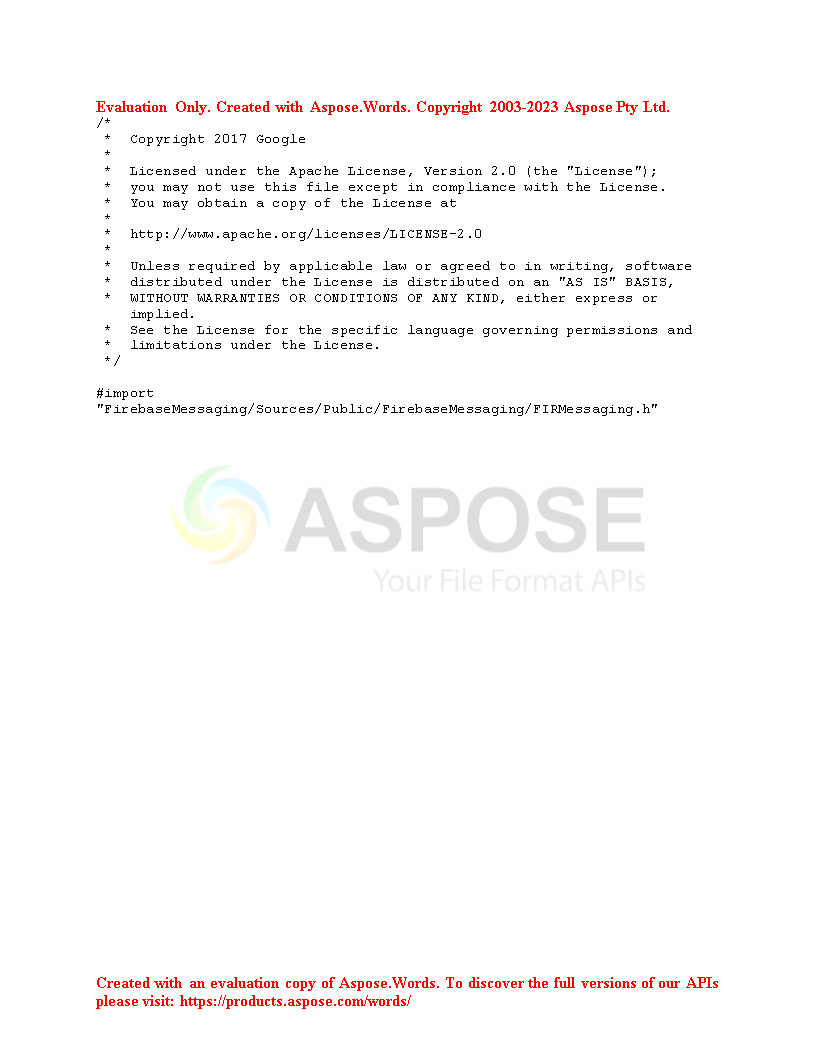 Evaluation Only. Created with Aspose.Words. Copyright 2003-2023 Aspose Pty Ltd.
/*
 * Copyright 2017 Google
 *
 * Licensed under the Apache License, Version 2.0 (the "License");
 * you may not use this file except in compliance with the License.
 * You may obtain a copy of the License at
 *
 * http://www.apache.org/licenses/LICENSE-2.0
 *
 * Unless required by applicable law or agreed to in writing, software
 * distributed under the License is distributed on an "AS IS" BASIS,
 * WITHOUT WARRANTIES OR CONDITIONS OF ANY KIND, either express or
implied.
 * See the License for the specific language governing permissions and
 * limitations under the License.
 */
#import
"FirebaseMessaging/Sources/Public/FirebaseMessaging/FIRMessaging.h"
ASPOSE
Your File Format APIs
Created with an evaluation copy of Aspose.Words. To discover the full versions of our APIs
please visit: https://products.aspose.com/words/